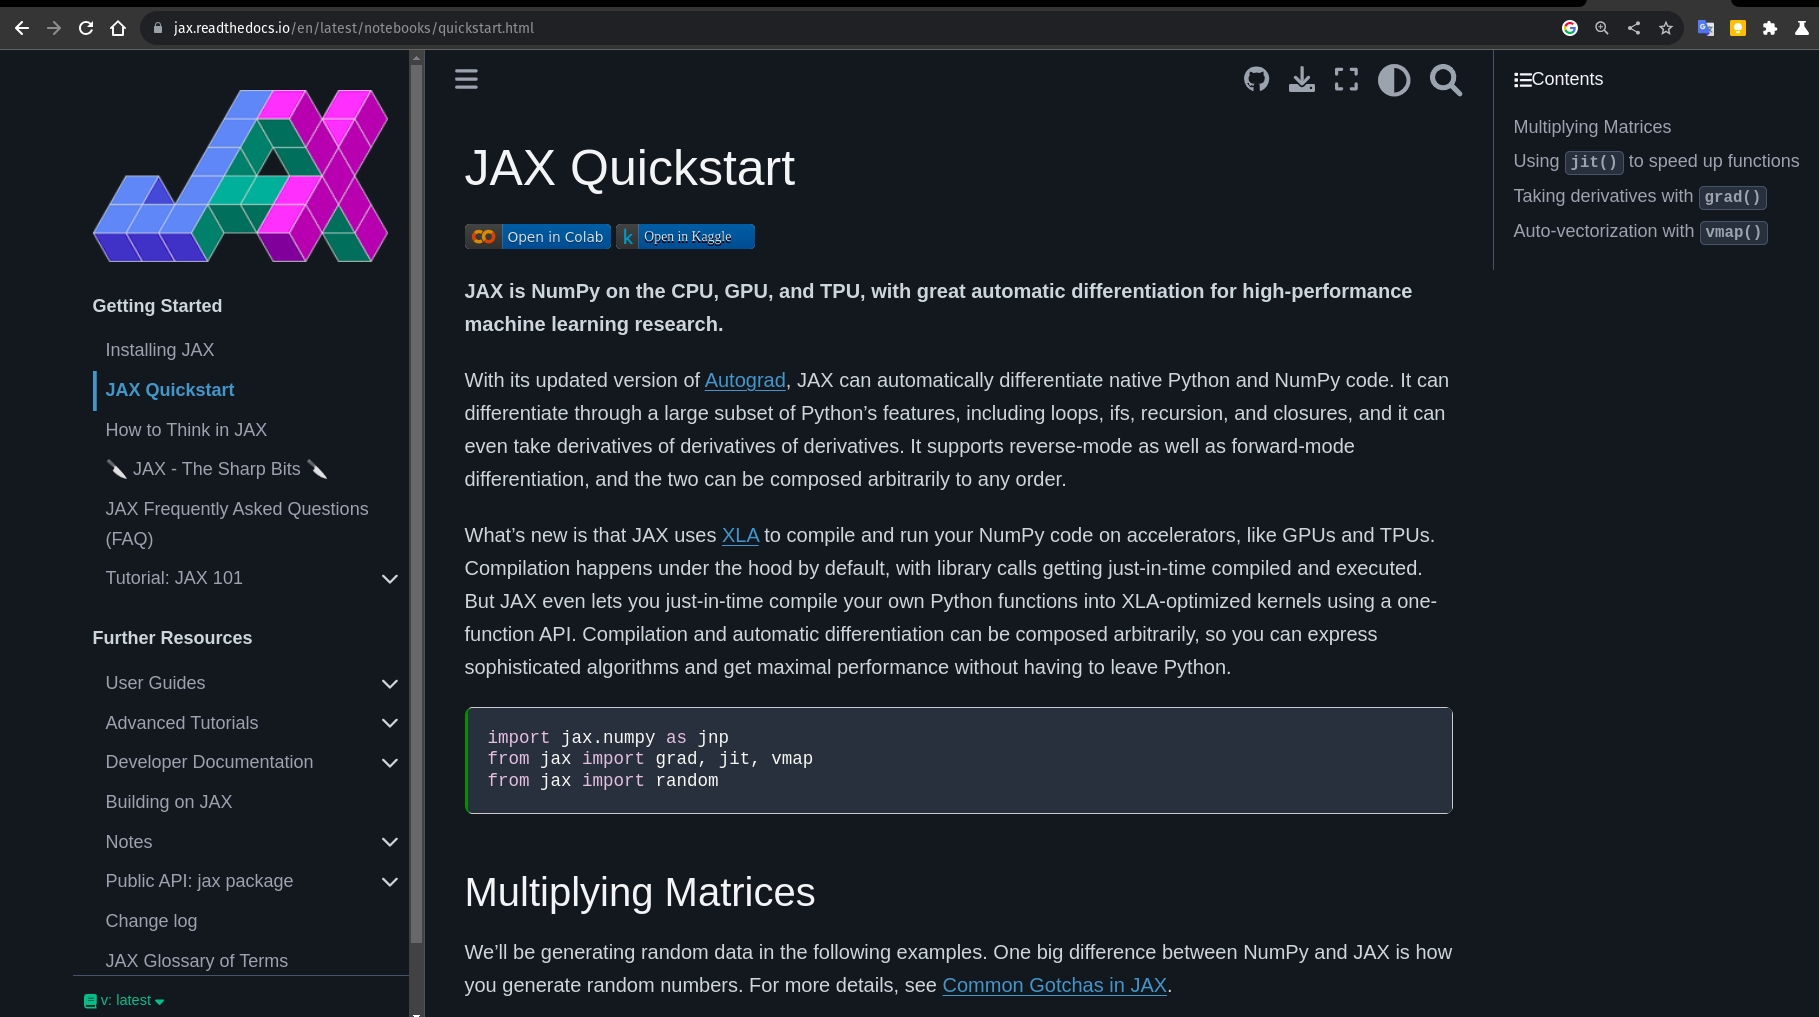 jax.readthedocs.io/en/latest/notebooks/quickstart.html
Getting Started
Installing JAX
JAX Quickstart
How to Think in JAX
🔪 JAX - The Sharp Bits 🔪
JAX Frequently Asked Questions
(FAQ)
Tutorial: JAX 101
Further Resources
User Guides
Advanced Tutorials
Developer Documentation
Building on JAX
Notes
Public API: jax package
Change log
JAX Glossary of Terms
v: latest
JAX Quickstart
Open in Colab
k Open in Kaggle
JAX is NumPy on the CPU, GPU, and TPU, with great automatic differentiation for high-performance
machine learning research.
With its updated version of Autograd, JAX can automatically differentiate native Python and NumPy code. It can
differentiate through a large subset of Python’s features, including loops, ifs, recursion, and closures, and it can
even take derivatives of derivatives of derivatives. It supports reverse-mode as well as forward-mode
differentiation, and the two can be composed arbitrarily to any order.
What’s new is that JAX uses XLA to compile and run your NumPy code on accelerators, like GPUs and TPUs.
Compilation happens under the hood by default, with library calls getting just-in-time compiled and executed.
But JAX even lets you just-in-time compile your own Python functions into XLA-optimized kernels using a one-
function API. Compilation and automatic differentiation can be composed arbitrarily, so you can express
sophisticated algorithms and get maximal performance without having to leave Python.
import jax.numpy as jnp
from jax import grad, jit, vmap
from jax import random
Multiplying Matrices
We’ll be generating random data in the following examples. One big difference between NumPy and JAX is how
you generate random numbers. For more details, see Common Gotchas in JAX.
Contents
Multiplying Matrices
Using jit() to speed up functions
Taking derivatives with grad()
Auto-vectorization with vmap()